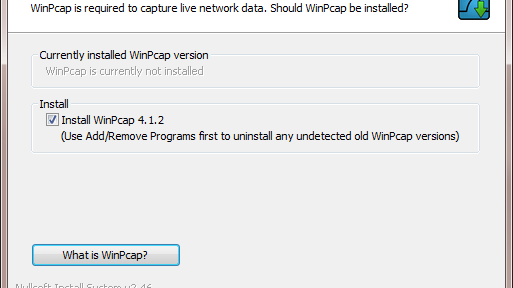 WinPcap is required to capture live network data. Should WinPcap be installed?
Currently installed WinPcap version
WinPcap is currently not installed
Install
Install WinPcap 4.1.2
(Use Add/Remove Programs first to uninstall any undetected old WinPcap versions)
What is WinPcap?
Nullsoft Install System v2.46